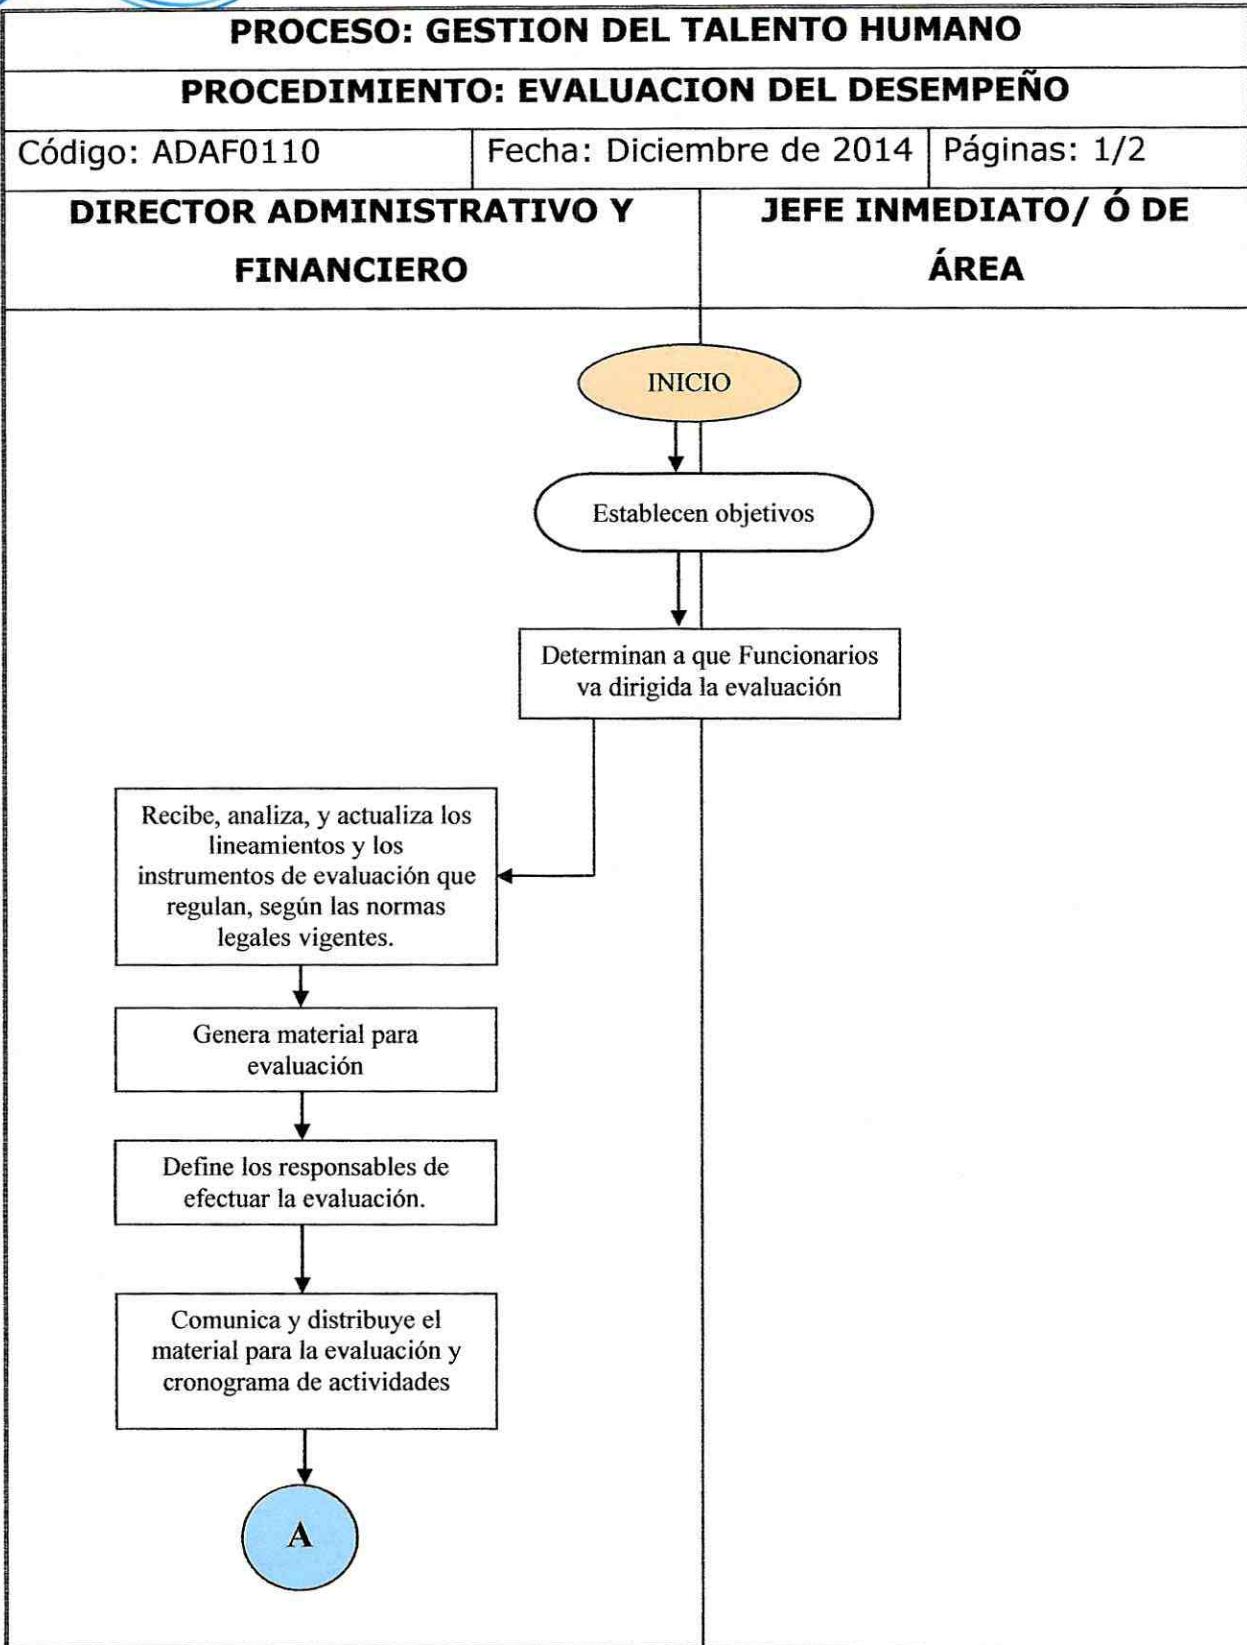 PROCESO: GESTION DEL TALENTO HUMANO
PROCEDIMIENTO: EVALUACION DEL DESEMPEÑO
Código: ADAF0110
Fecha: Diciembre de 2014
Páginas: 1/2
DIRECTOR ADMINISTRATIVO Y
FINANCIERO
JEFE INMEDIATO/ Ó DE
ÁREA
INICIO
Establecen objetivos
Determinan a que Funcionarios
va dirigida la evaluación
Recibe, analiza, y actualiza los
lineamientos y los
instrumentos de evaluación que
regulan, según las normas
legales vigentes.
Genera material para
evaluación
Define los responsables de
efectuar la evaluación.
Comunica y distribuye el
material para la evaluación y
cronograma de actividades
A